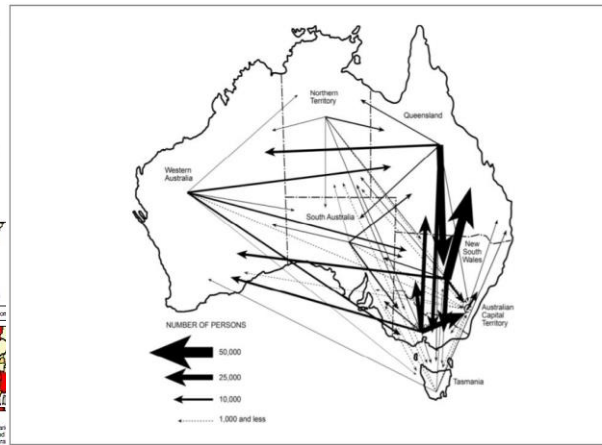 Northern
Territory
Queensland
Western
Australia
South Australia
New
South
Wales
Australian
Capital
Territory
Tasmania
NUMBER OF PERSONS
50,000
25,000
10,000
1,000 and less